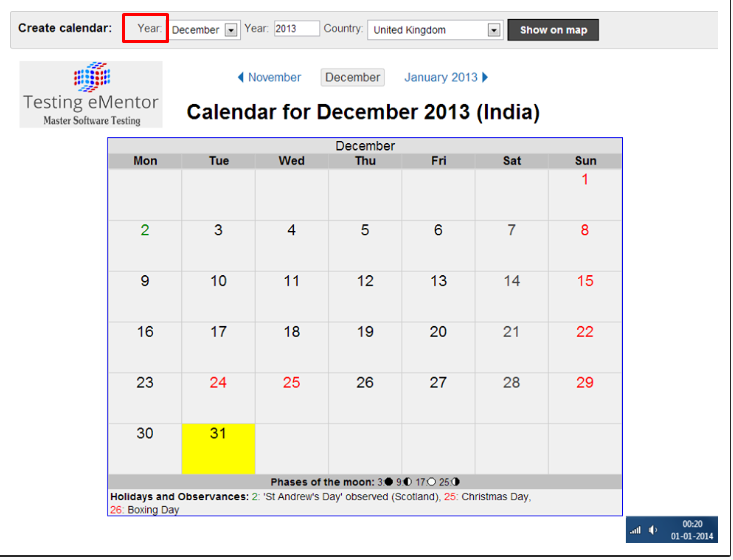 Create calendar: Year: December Year: 2013 Country: United Kingdom Show on map
November December January 2013
Testing eMentor
Master Software Testing
Calendar for December 2013 (India)
December
Mon Tue Wed Thu Fri Sat Sun
1
2 3 4 5 6 7 8
9 10 11 12 13 14 15
16 17 18 19 20 21 22
23 24 25 26 27 28 29
30 31
Phases of the moon: 3 9 17 25
Holidays and Observances: 2: 'St Andrew's Day' observed (Scotland), 25: Christmas Day,
26: Boxing Day
00:20
01-01-2014